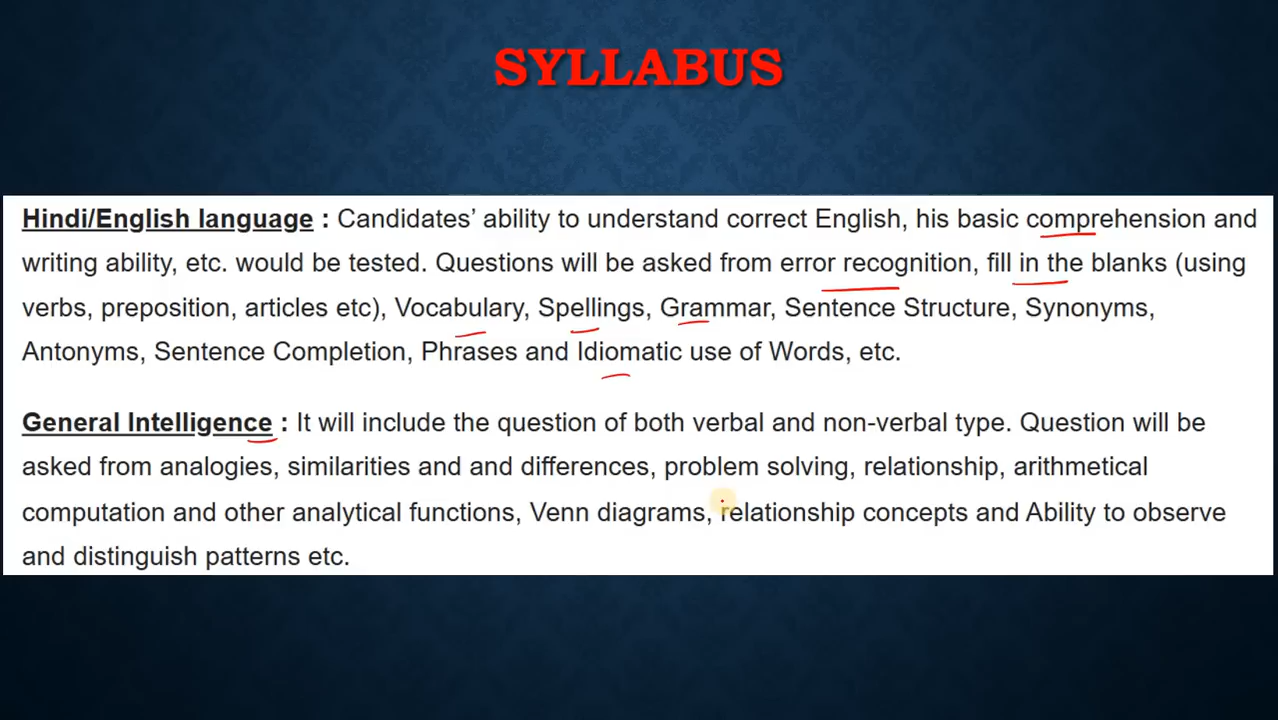 SYLLABUS
Hindi/English language : Candidates’ ability to understand correct English, his basic comprehension and
writing ability, etc. would be tested. Questions will be asked from error recognition, fill in the blanks (using
verbs, preposition, articles etc), Vocabulary, Spellings, Grammar, Sentence Structure, Synonyms,
Antonyms, Sentence Completion, Phrases and Idiomatic use of Words, etc.
General Intelligence : It will include the question of both verbal and non-verbal type. Question will be
asked from analogies, similarities and and differences, problem solving, relationship, arithmetical
computation and other analytical functions, Venn diagrams, relationship concepts and Ability to observe
and distinguish patterns etc.